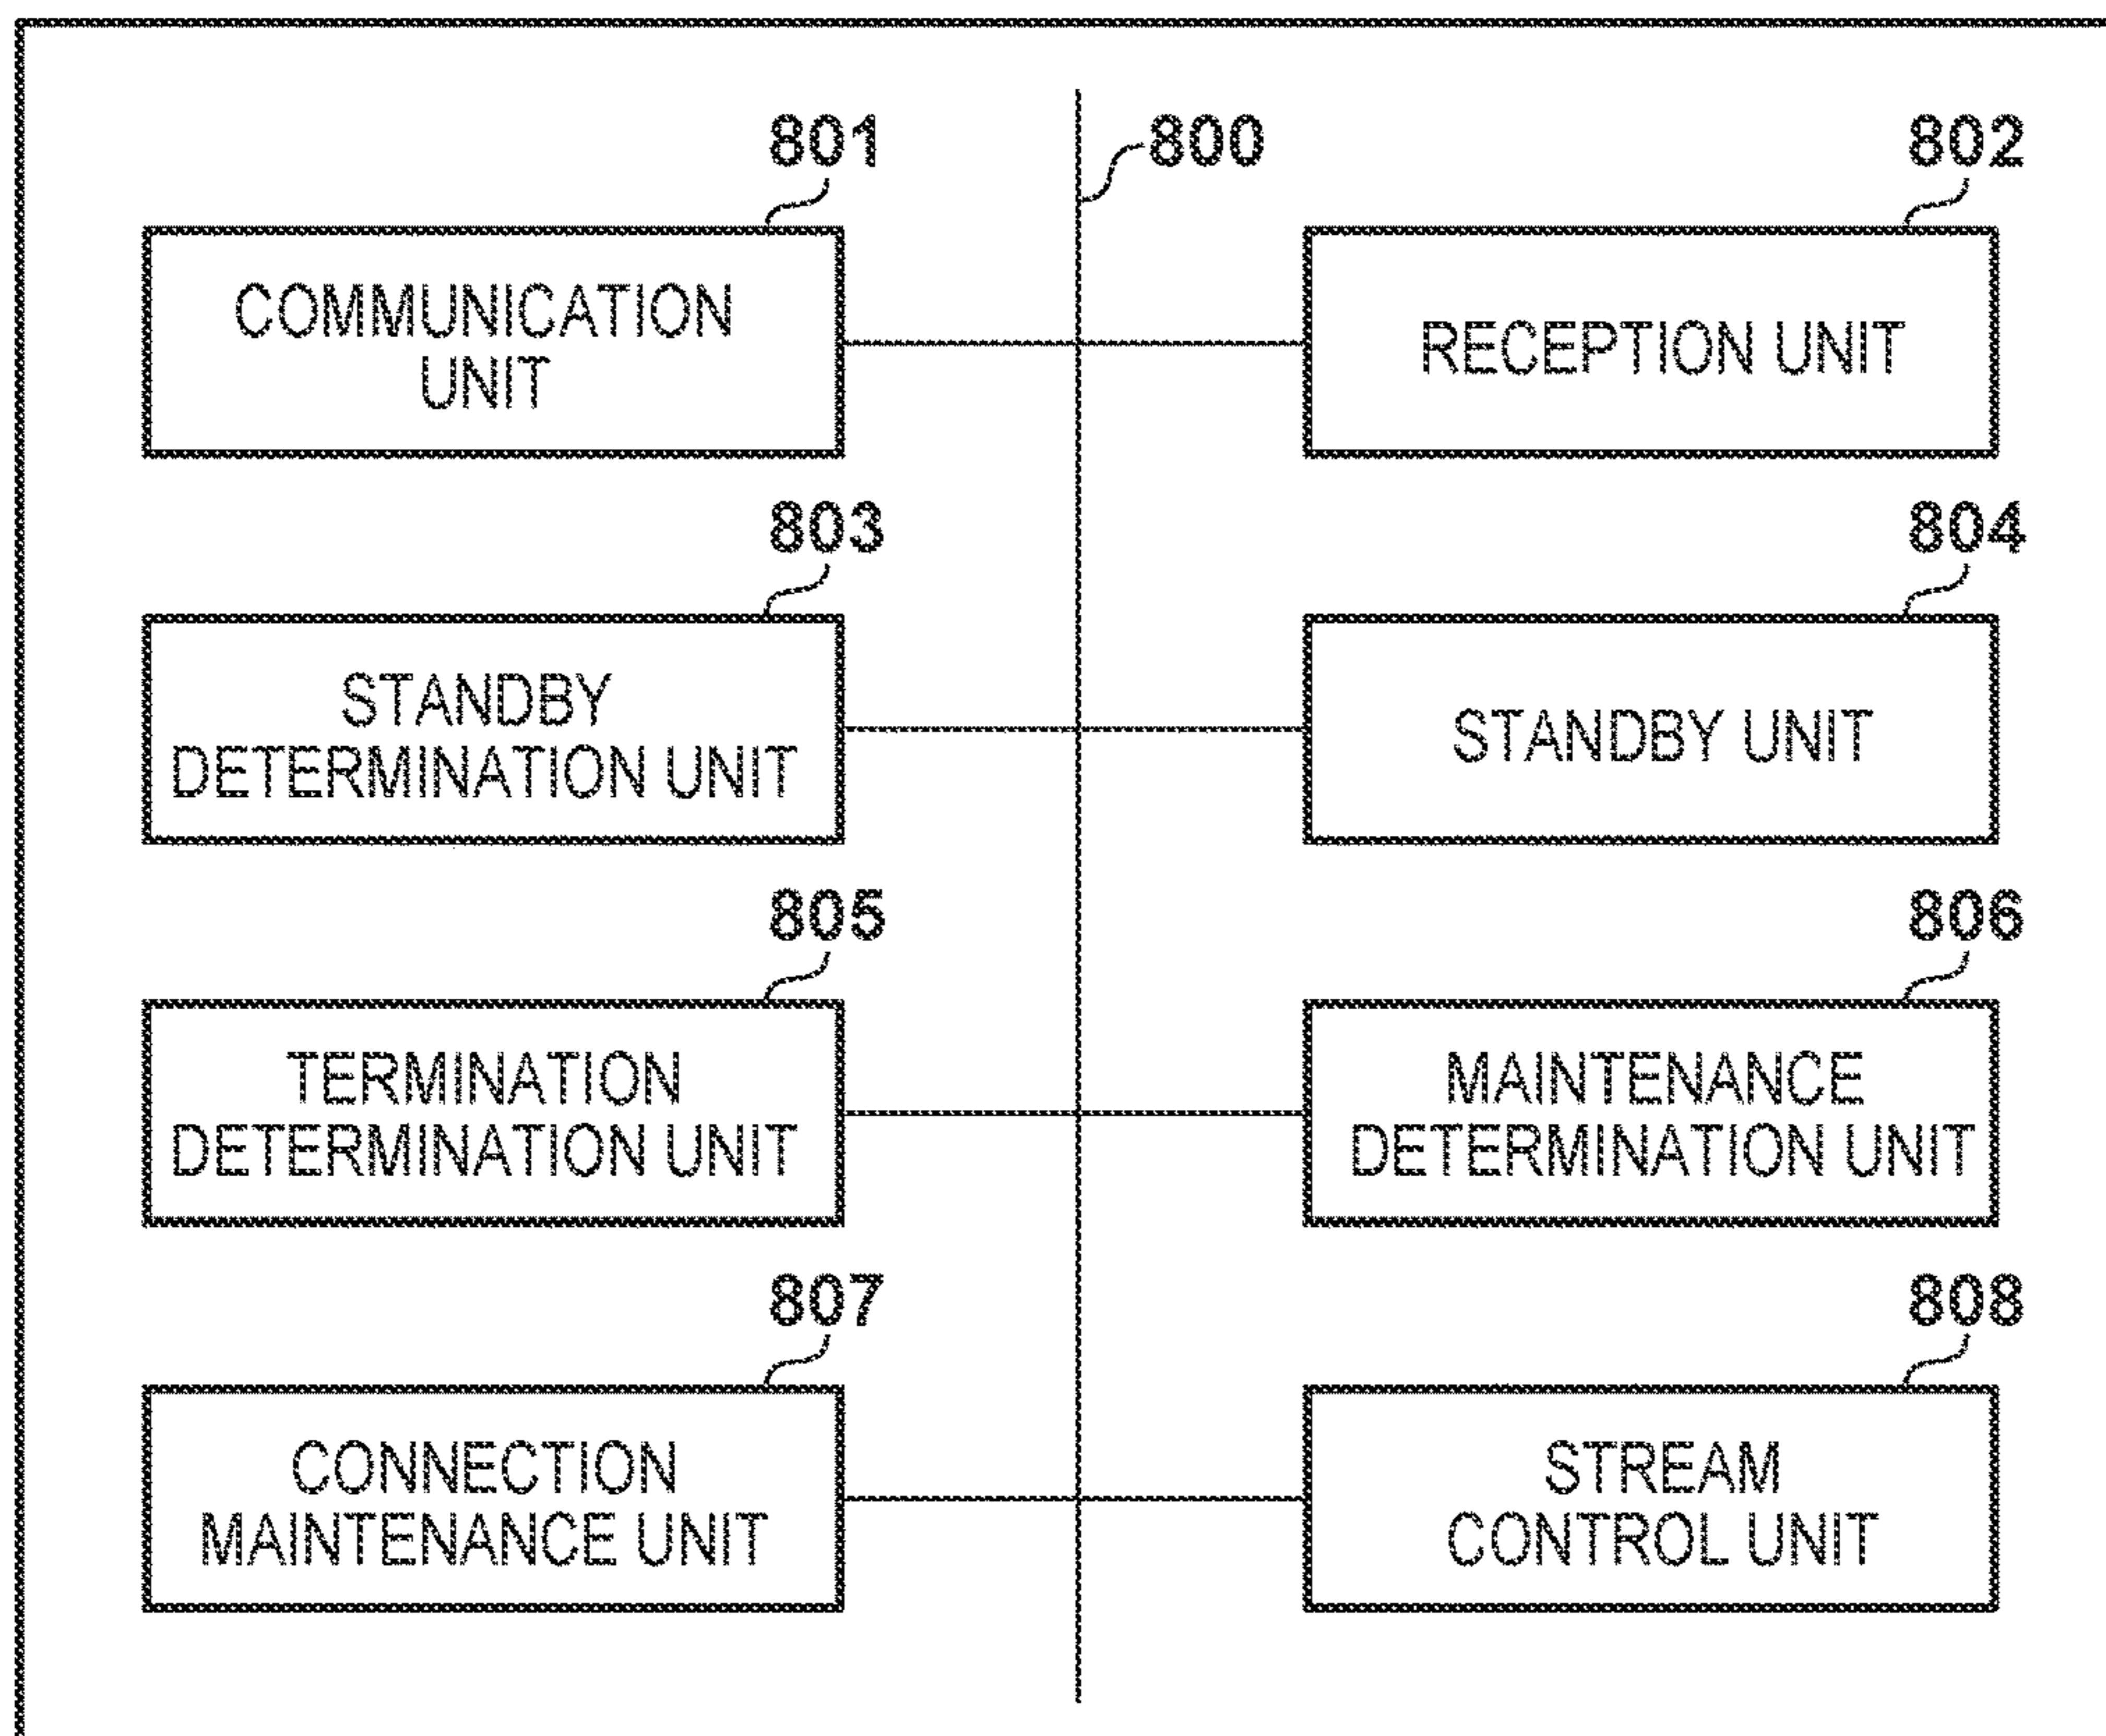 801
800
802
COMMUNICATION
UNIT
RECEPTION UNIT
803
804
STANDBY
DETERMINATION UNIT
STANDBY UNIT
805
806
TERMINATION
DETERMINATION UNIT
MAINTENANCE
DETERMINATION UNIT
807
808
CONNECTION
MAINTENANCE UNIT
STREAM
CONTROL UNIT